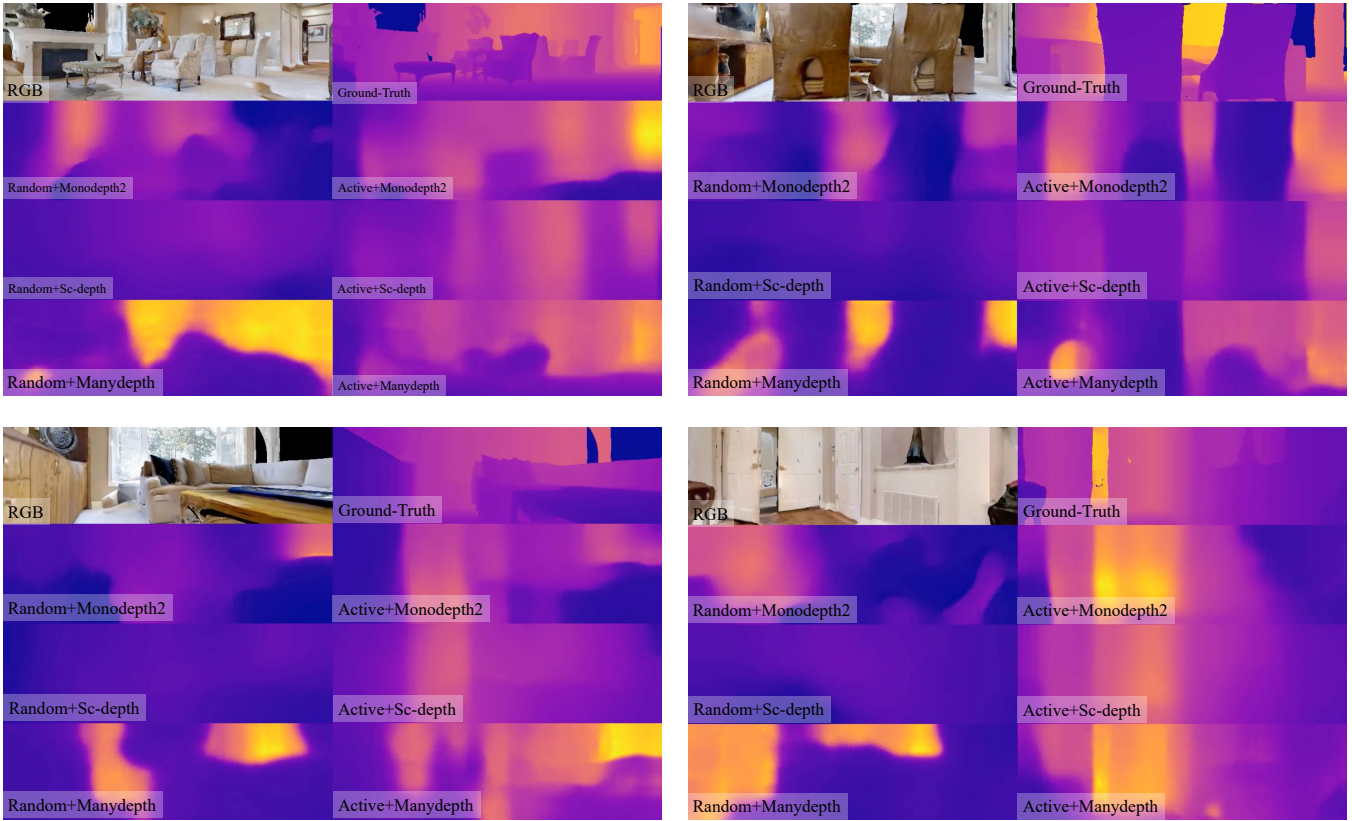 RGB
Ground-Truth
Random+Monodepth2
Active+Monodepth2
Random+Sc-depth
Active+Sc-depth
Random+Manydepth
Active+Manydepth
RGB
Ground-Truth
Random+Monodepth2
Active+Monodepth2
Random+Sc-depth
Active+Sc-depth
Random+Manydepth
Active+Manydepth
RGB
Ground-Truth
Random+Monodepth2
Active+Monodepth2
Random+Sc-depth
Active+Sc-depth
Random+Manydepth
Active+Manydepth
RGB
Ground-Truth
Random+Monodepth2
Active+Monodepth2
Random+Sc-depth
Active+Sc-depth
Random+Manydepth
Active+Manydepth